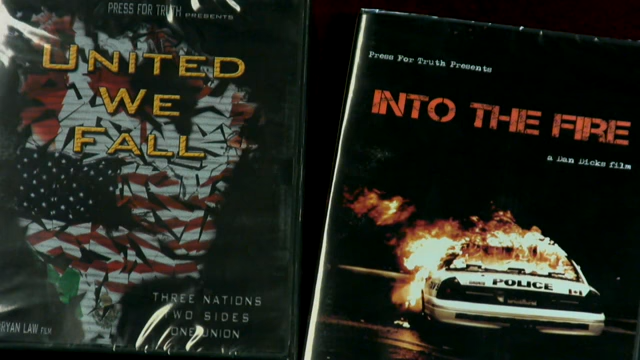 PRESS FOR TRUTH
PRESENTS
UNITED
WE
FALL
THREE NATIONS
TWO SIDES
ONE UNION
RYAN LAW FILM
Press For Truth Presents
INTO THE FIRE
a Dan Dicks film
POLICE